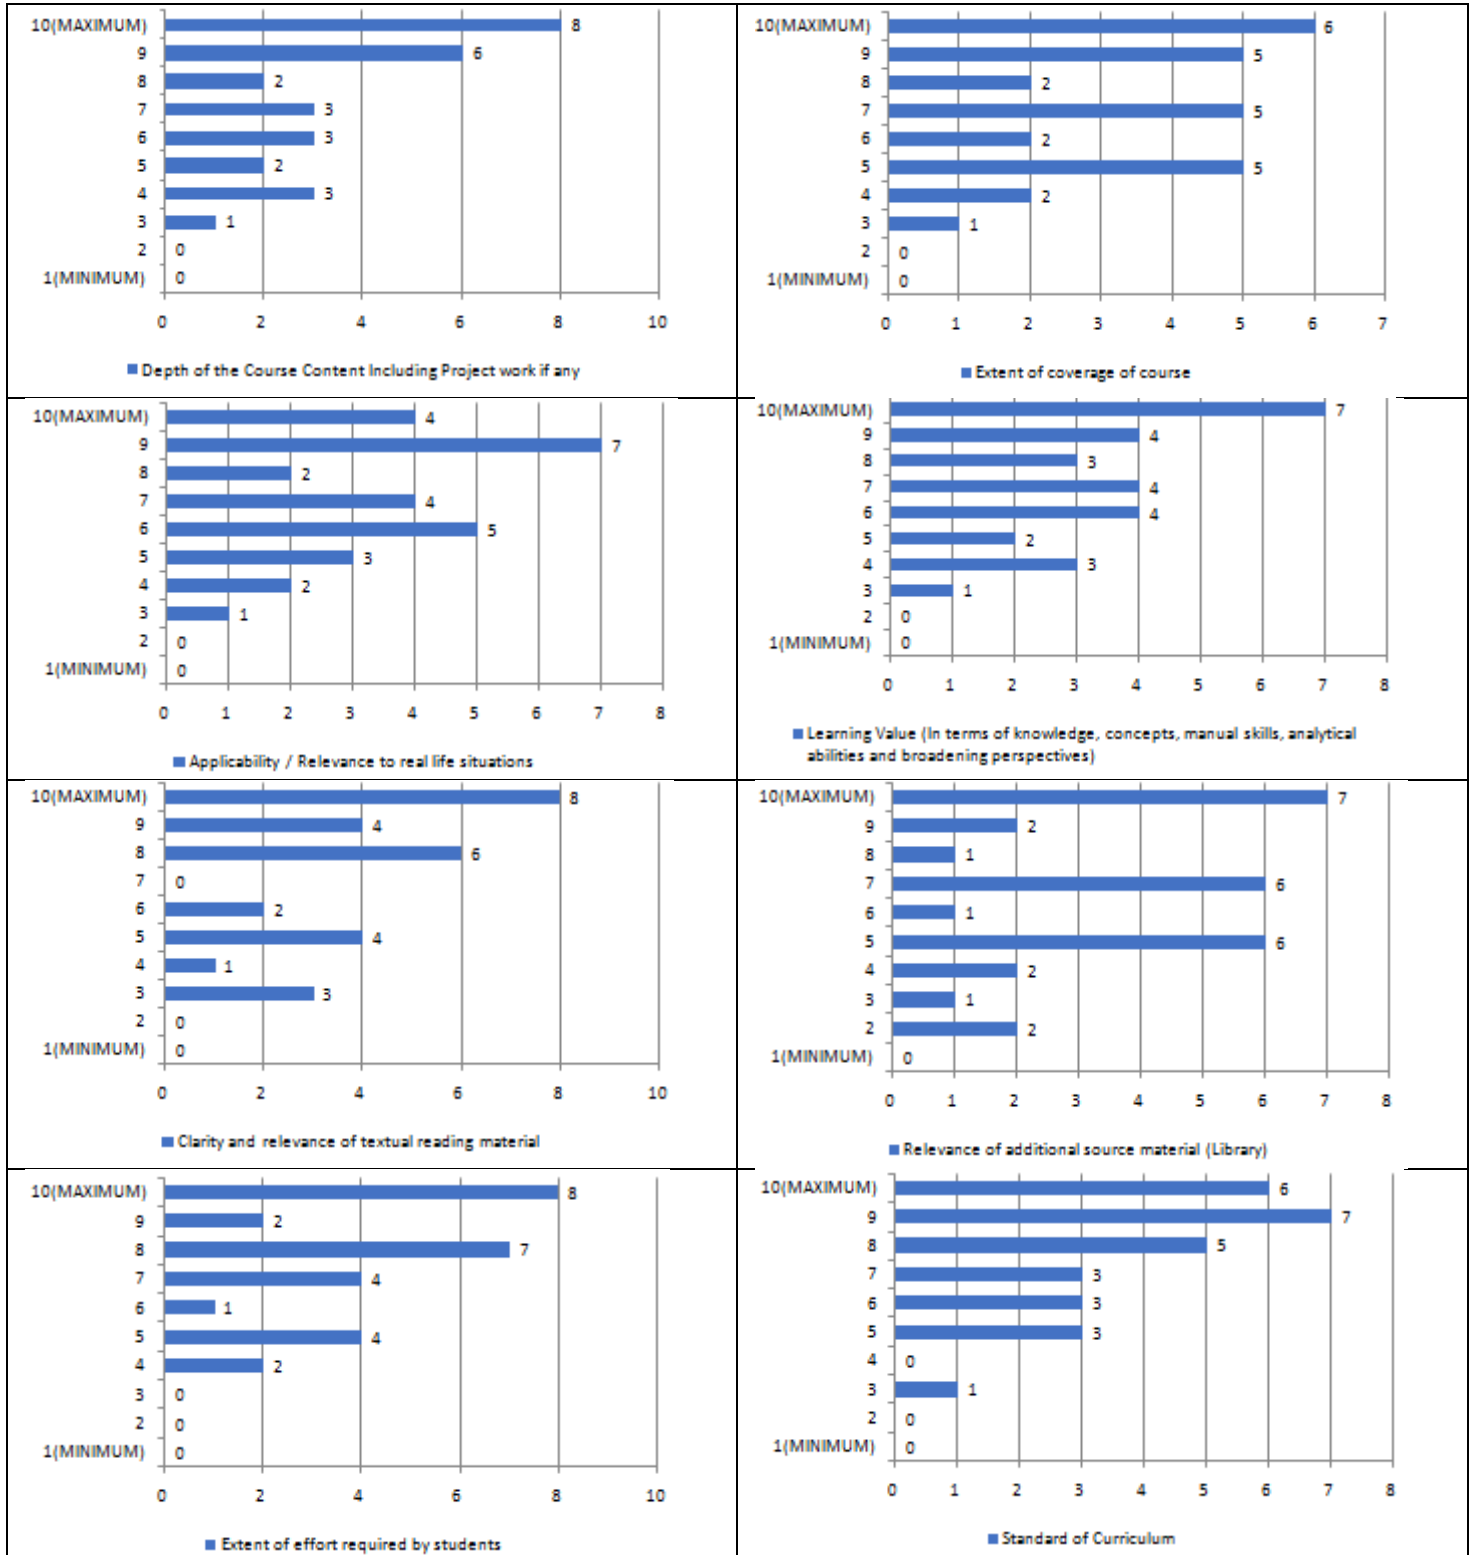 10(MAXIMUM) 8
9 6
8 2
7 3
6 3
5 2
4 3
3 1
2 0
1(MINIMUM) 0
0 2 4 6 8 10
Depth of the Course Content Including Project work if any
10(MAXIMUM) 6
9 5
8 2
7 5
6 2
5 5
4 2
3 1
2 0
1(MINIMUM) 0
0 1 2 3 4 5 6 7
Extent of coverage of course
10(MAXIMUM) 4
9 7
8 2
7 4
6 5
5 3
4 2
3 1
2 0
1(MINIMUM) 0
0 1 2 3 4 5 6 7 8
Applicability / Relevance to real life situations
10(MAXIMUM) 7
9 4
8 3
7 4
6 4
5 2
4 3
3 1
2 0
1(MINIMUM) 0
0 1 2 3 4 5 6 7 8
Learning Value (In terms of knowledge, concepts, manual skills, analytical
abilities and broadening perspectives)
10(MAXIMUM) 8
9 4
8 6
7 0
6 2
5 4
4 1
3 3
2 0
1(MINIMUM) 0
0 2 4 6 8 10
Clarity and relevance of textual reading material
10(MAXIMUM) 7
9 2
8 1
7 6
6 1
5 6
4 2
3 1
2 2
1(MINIMUM) 0
0 1 2 3 4 5 6 7 8
Relevance of additional source material (Library)
10(MAXIMUM) 8
9 2
8 7
7 4
6 1
5 4
4 2
3 0
2 0
1(MINIMUM) 0
0 2 4 6 8 10
Extent of effort required by students
10(MAXIMUM) 6
9 7
8 5
7 3
6 3
5 3
4 0
3 1
2 0
1(MINIMUM) 0
0 1 2 3 4 5 6 7 8
Standard of Curriculum